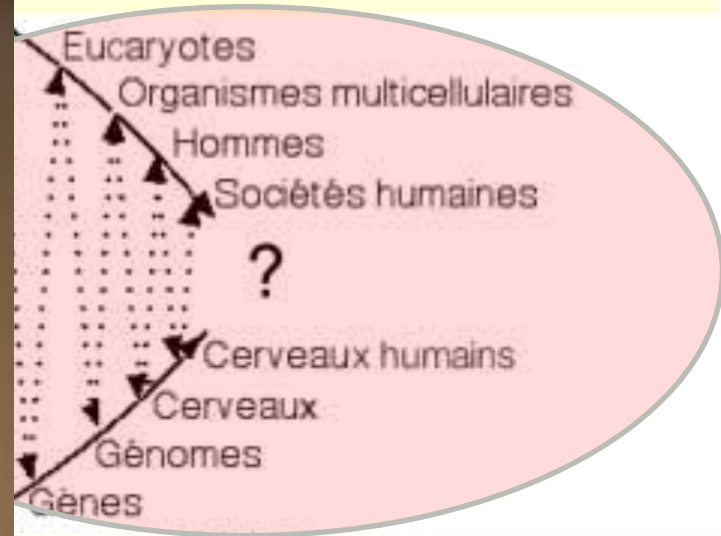 Eucaryotes
Organismes multicellulaires
Hommes
Sociétés humaines
?
Cerveaux humains
Cerveaux
Génomes
Gènes